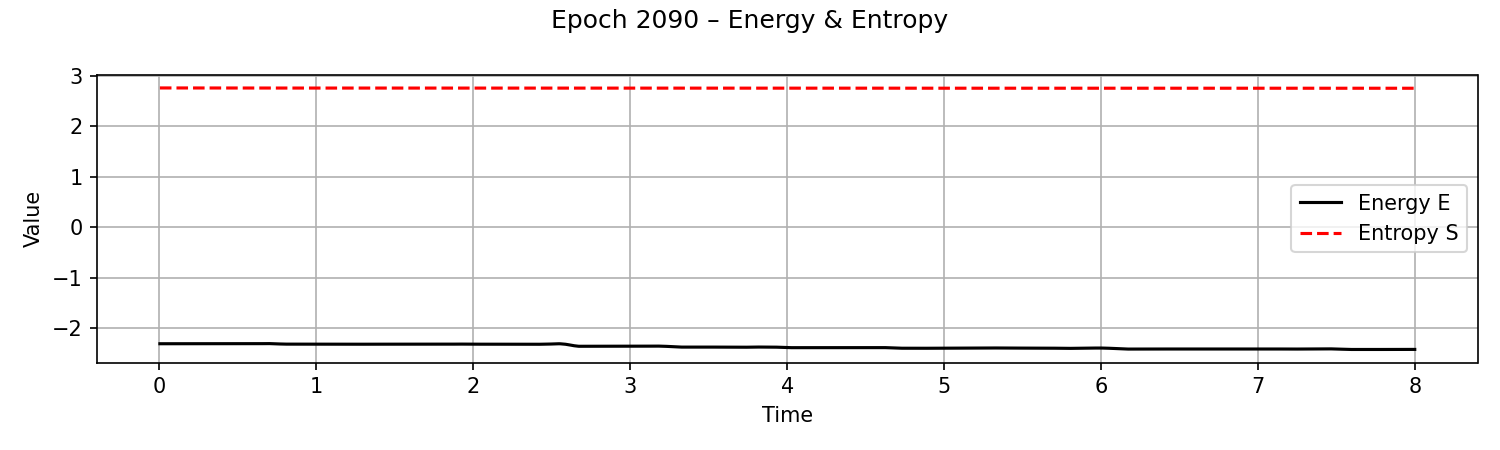 Epoch 2090 – Energy & Entropy
3
2
1
0
−1
−2
Value
Energy E
Entropy S
0 1 2 3 4 5 6 7 8
Time